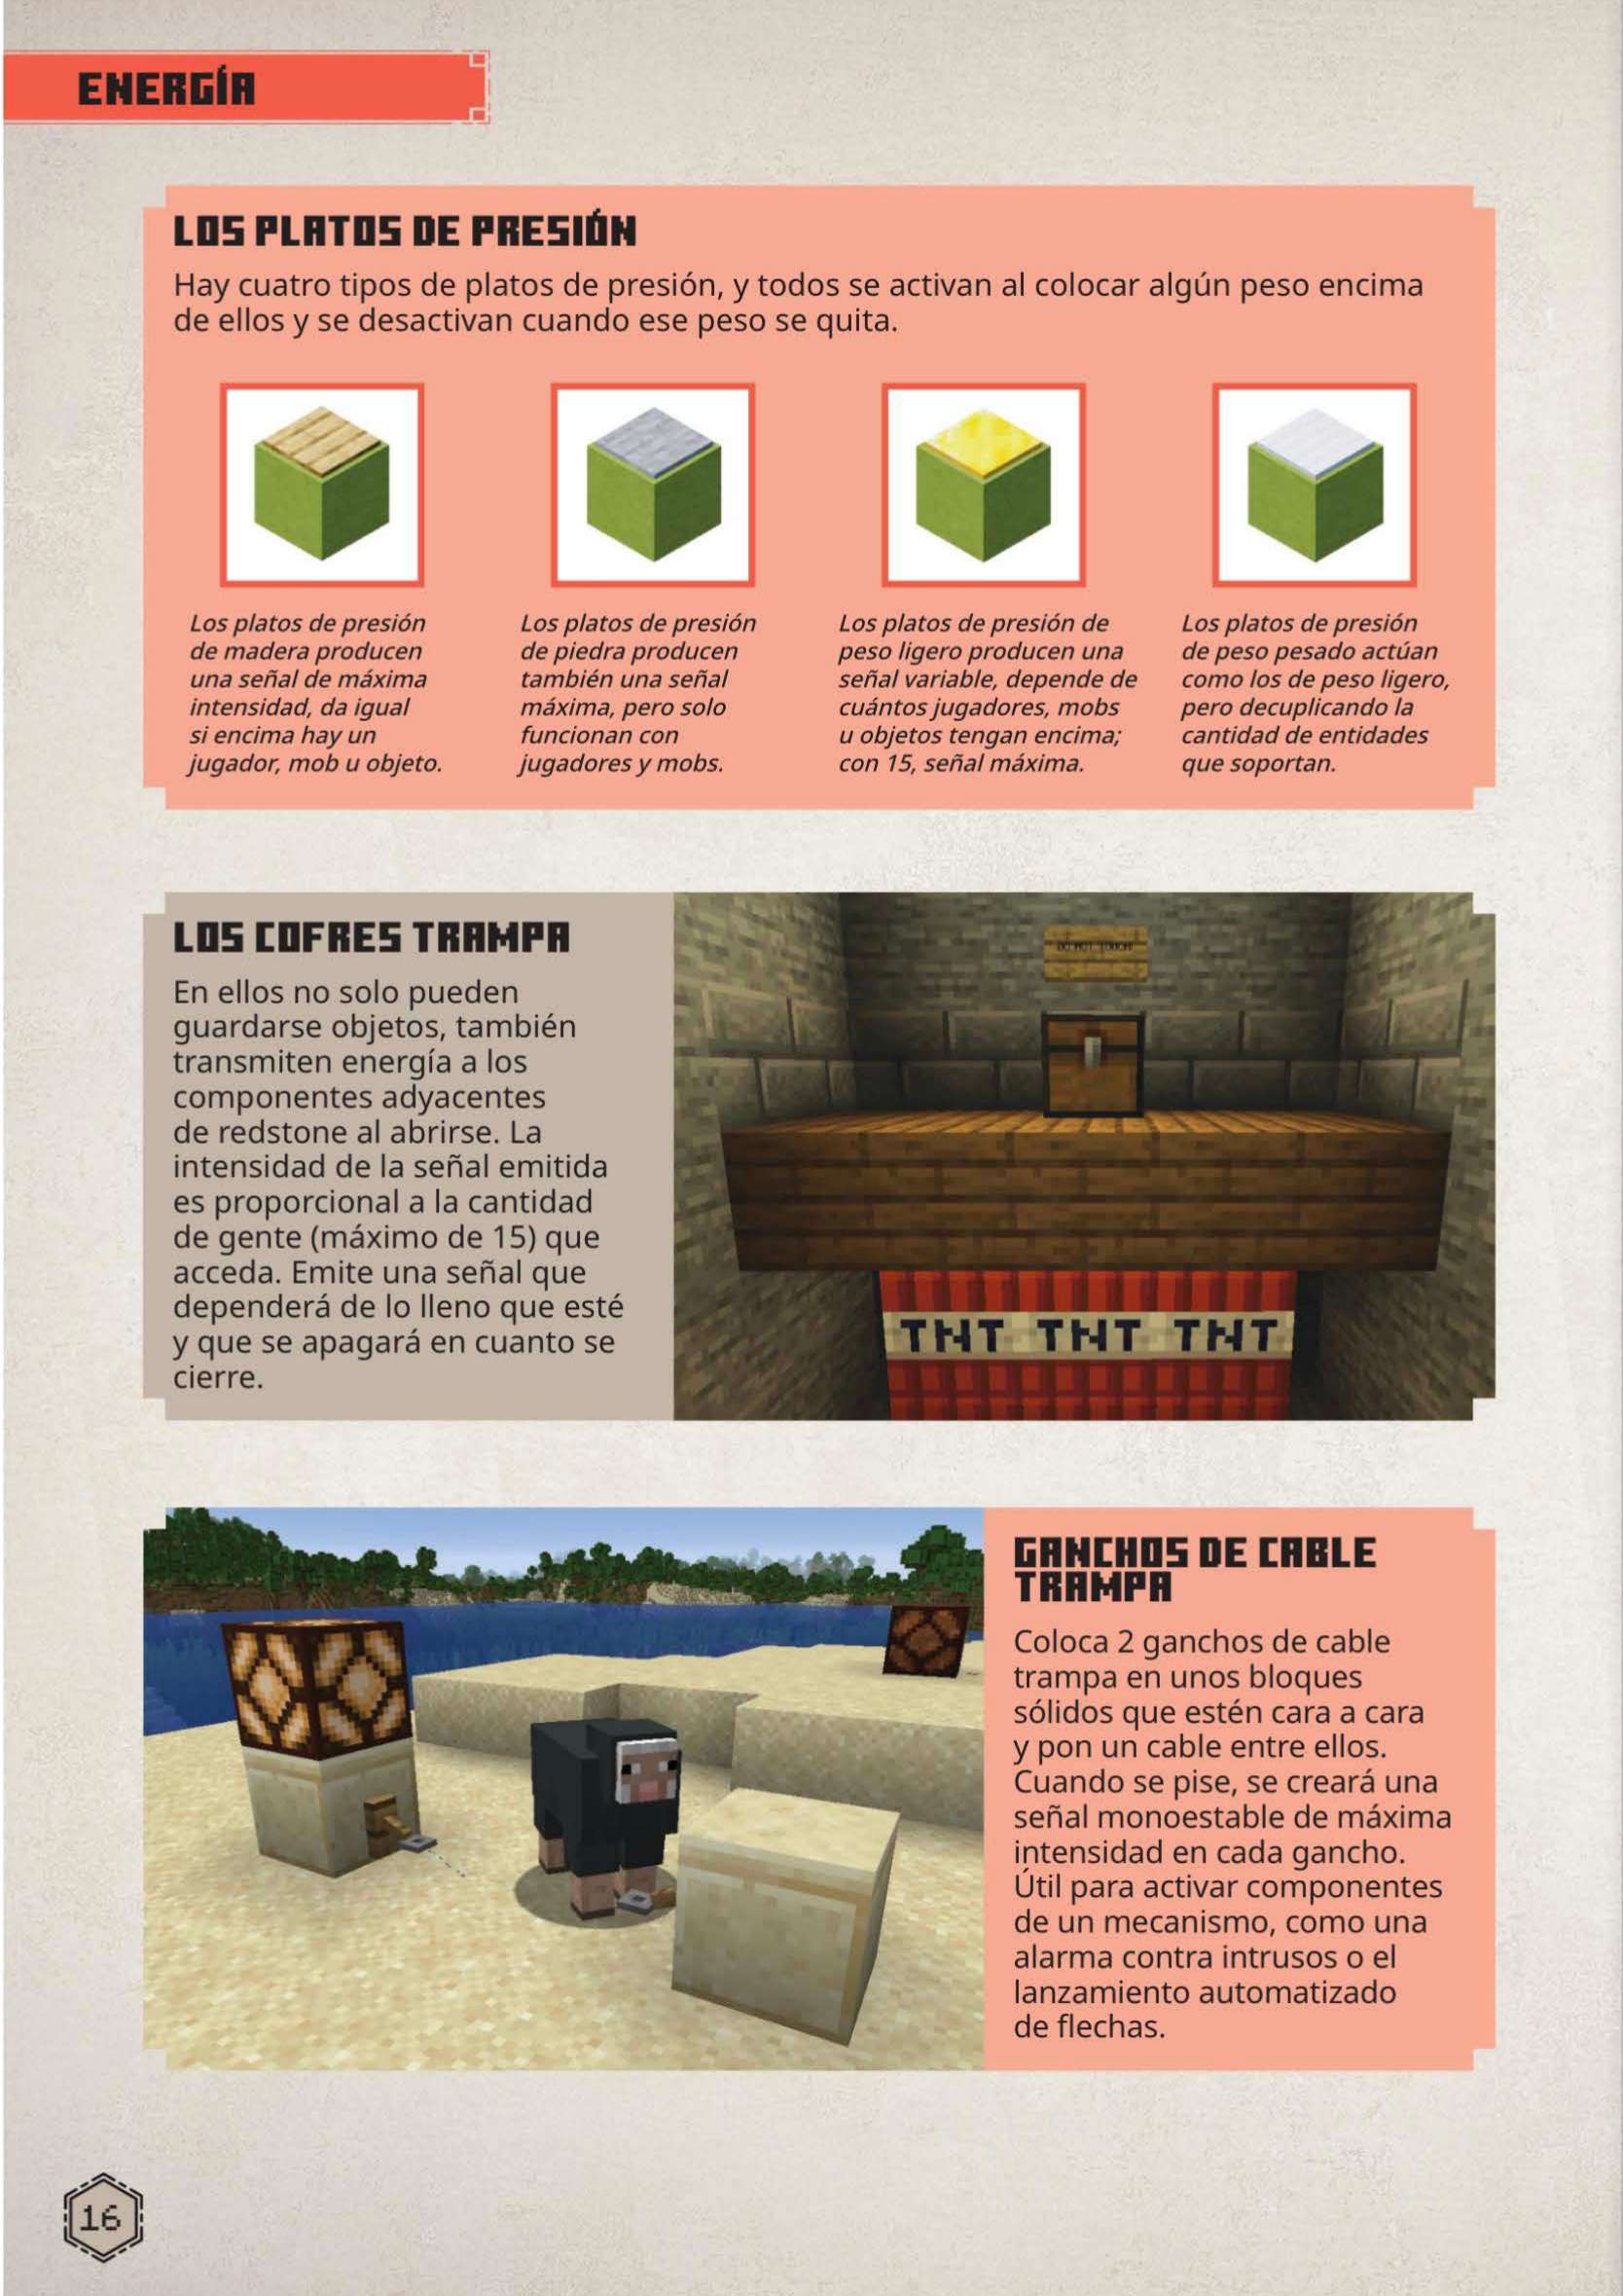 ENERGÍA
LOS PLATOS DE PRESIÓN
Hay cuatro tipos de platos de presión, y todos se activan al colocar algún peso encima
de ellos y se desactivan cuando ese peso se quita.
Los platos de presión
de madera producen
una señal de máxima
intensidad, da igual
si encima hay un
jugador, mob u objeto.
Los platos de presión
de piedra producen
también una señal
máxima, pero solo
funcionan con
jugadores y mobs.
Los platos de presión de
peso ligero producen una
señal variable, depende de
cuántos jugadores, mobs
u objetos tengan encima;
con 15, señal máxima.
Los platos de presión
de peso pesado actúan
como los de peso ligero,
pero decuplicando la
cantidad de entidades
que soportan.
LOS COFRES TRAMPA
En ellos no solo pueden
guardarse objetos, también
transmiten energía a los
componentes adyacentes
de redstone al abrirse. La
intensidad de la señal emitida
es proporcional a la cantidad
de gente (máximo de 15) que
acceda. Emite una señal que
dependerá de lo lleno que esté
y que se apagará en cuanto se
cierre.
DO NOT TOUCH
TNT TNT TNT
GANCHOS DE CABLE
TRAMPA
Coloca 2 ganchos de cable
trampa en unos bloques
sólidos que estén cara a cara
y pon un cable entre ellos.
Cuando se pise, se creará una
señal monoestable de máxima
intensidad en cada gancho.
Útil para activar componentes
de un mecanismo, como una
alarma contra intrusos o el
lanzamiento automatizado
de flechas.
16